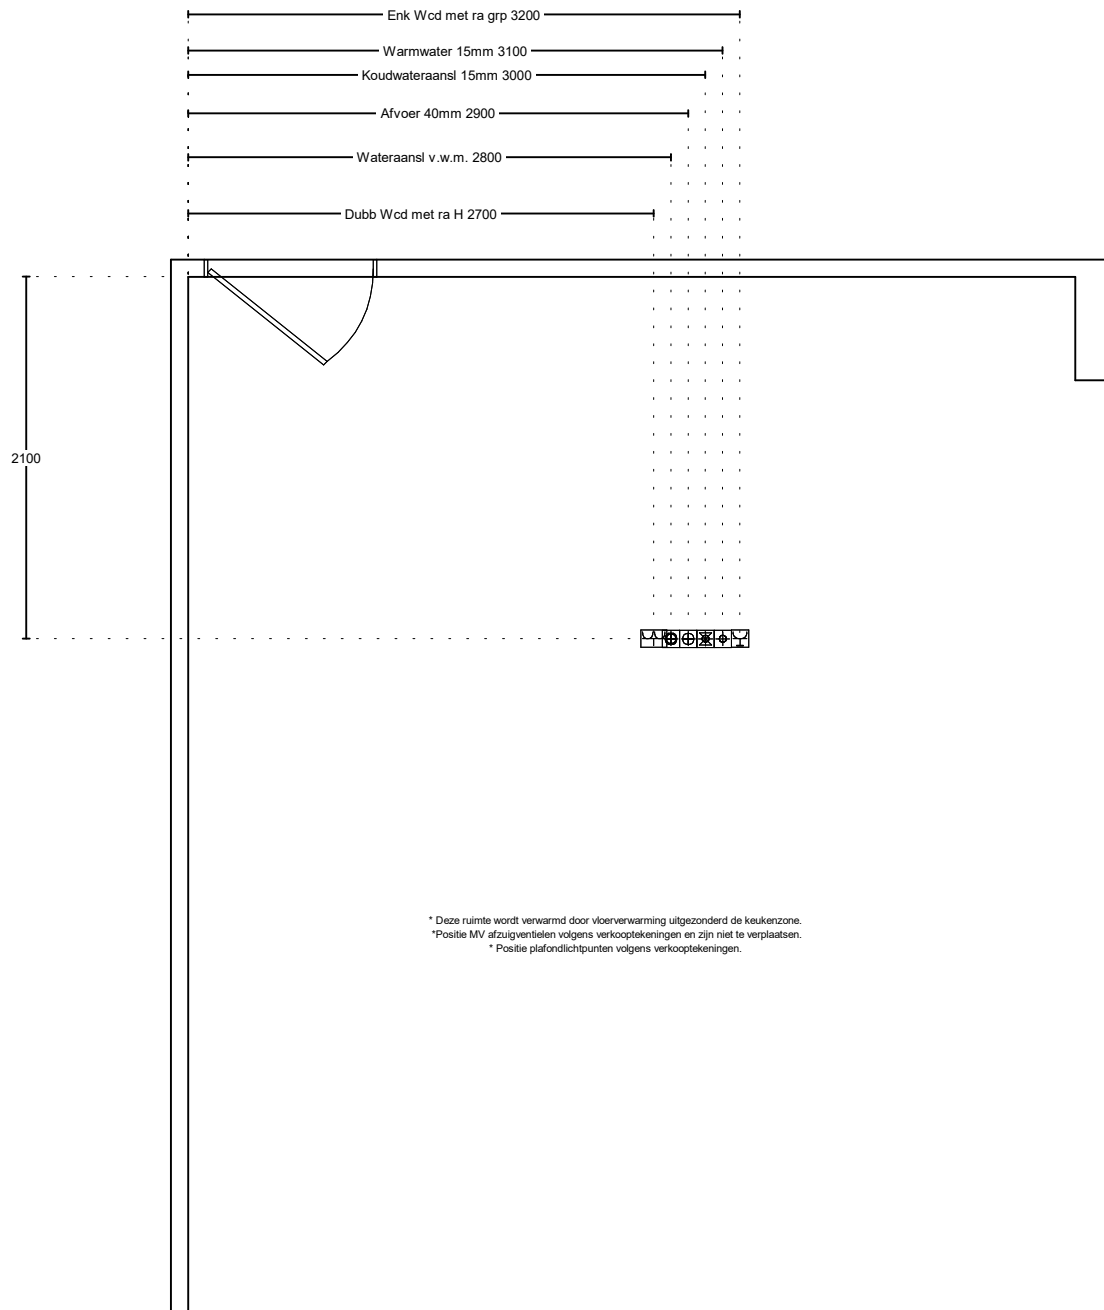 Enk Wcd met ra grp 3200
Warmwater 15mm 3100
Koudwateraansl 15mm 3000
Afvoer 40mm 2900
Wateraansl v.w.m. 2800
Dubb Wcd met ra H 2700
2100
* Deze ruimte wordt verwarmd door vloerverwarming uitgezonderd de keukenzone.
*Positie MV afzuigventielen volgens verkooptekeningen en zijn niet te verplaatsen.
* Positie plafondlichtpunten volgens verkooptekeningen.